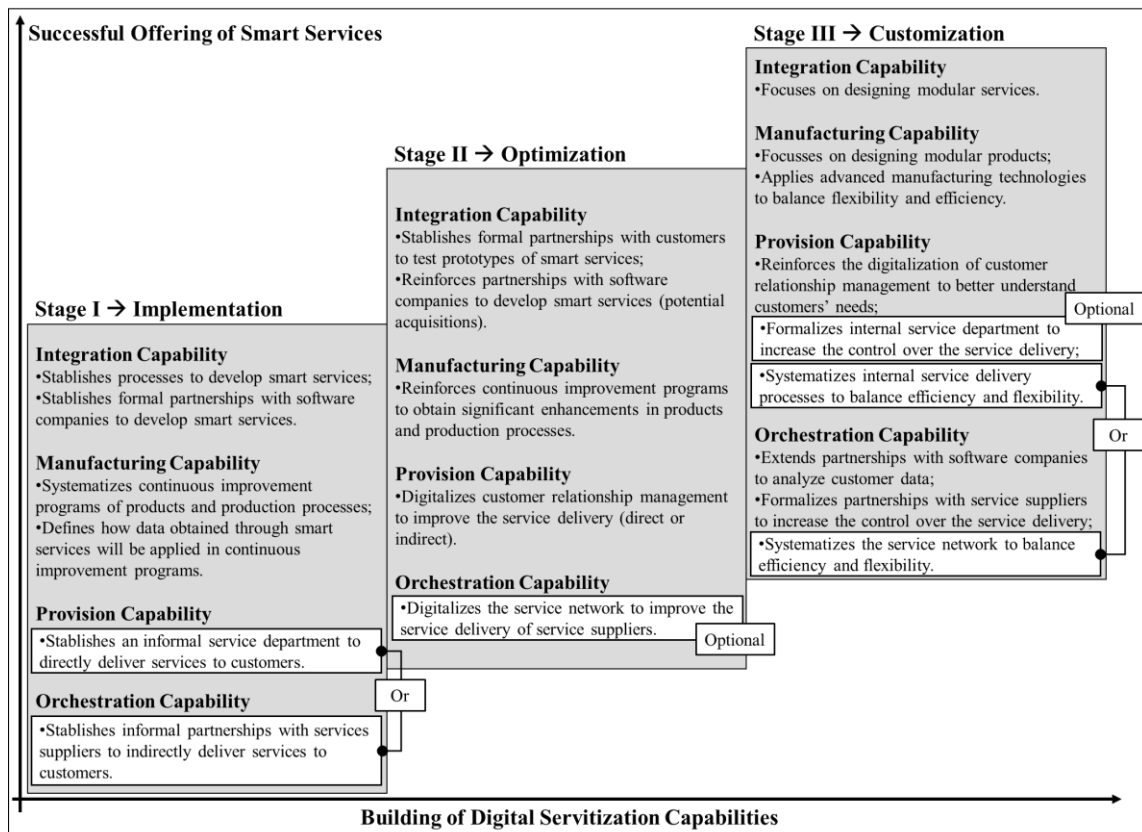 Successful Offering of Smart Services
Stage I → Implementation
Integration Capability
•Stablishes processes to develop smart services;
•Stablishes formal partnerships with software
companies to develop smart services.
Manufacturing Capability
•Systematizes continuous improvement
programs of products and production processes;
•Defines how data obtained through smart
services will be applied in continuous
improvement programs.
Provision Capability
•Stablishes an informal service department to
directly deliver services to customers.
Or
Orchestration Capability
•Stablishes informal partnerships with services
suppliers to indirectly deliver services to
customers.
Stage II → Optimization
Integration Capability
•Stablishes formal partnerships with customers
to test prototypes of smart services;
•Reinforces partnerships with software
companies to develop smart services (potential
acquisitions).
Manufacturing Capability
•Reinforces continuous improvement programs
to obtain significant enhancements in products
and production processes.
Provision Capability
•Digitalizes customer relationship management
to improve the service delivery (direct or
indirect).
Orchestration Capability
•Digitalizes the service network to improve the
service delivery of service suppliers.
Optional
Stage III → Customization
Integration Capability
•Focuses on designing modular services.
Manufacturing Capability
•Focusses on designing modular products;
•Applies advanced manufacturing technologies
to balance flexibility and efficiency.
Provision Capability
•Reinforces the digitalization of customer
relationship management to better understand
customers’ needs;
Optional
•Formalizes internal service department to
increase the control over the service delivery;
•Systematizes internal service delivery
processes to balance efficiency and flexibility.
Or
Orchestration Capability
•Extends partnerships with software companies
to analyze customer data;
•Formalizes partnerships with service suppliers
to increase the control over the service delivery;
•Systematizes the service network to balance
efficiency and flexibility.
Building of Digital Servitization Capabilities